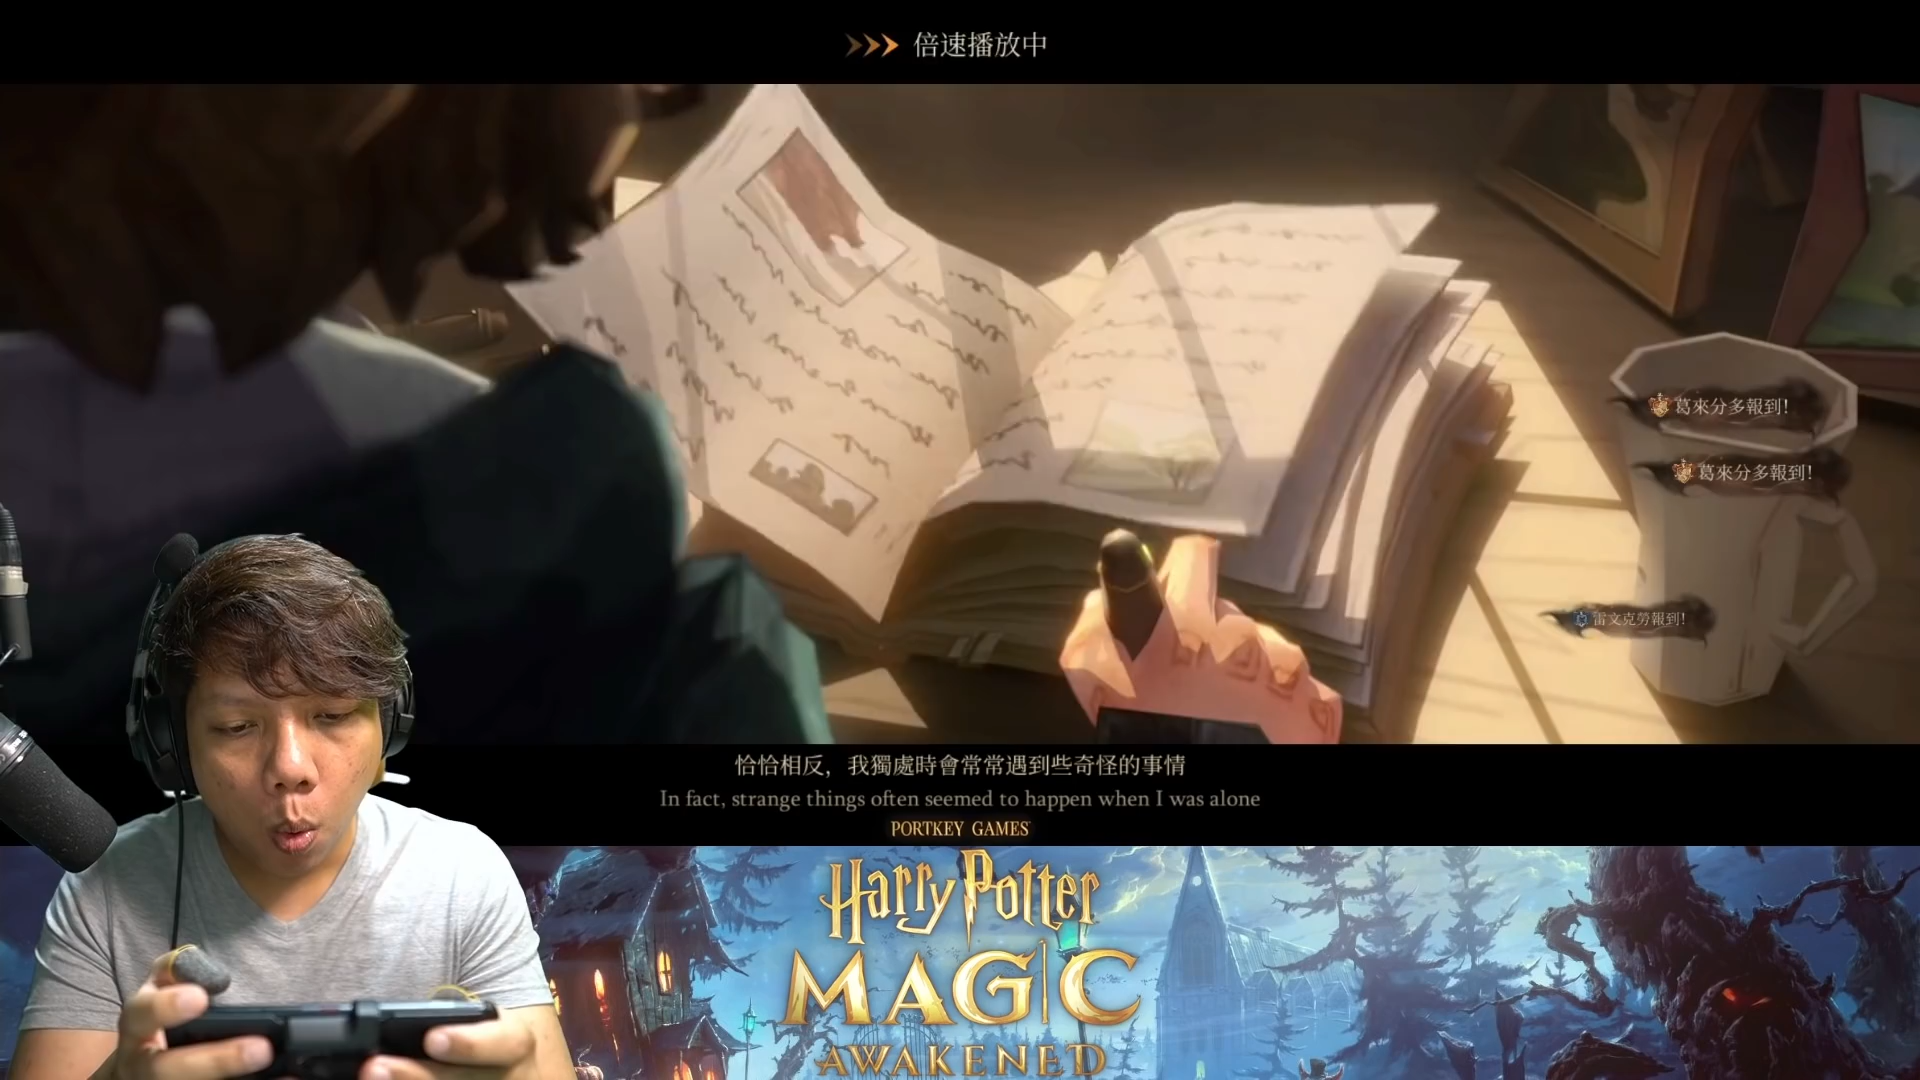 倍速播放中
葛來分多報到!
葛來分多報到!
雷文克勞報到!
恰恰相反，我獨處時會常常遇到些奇怪的事情
In fact, strange things often seemed to happen when I was alone
PORTKEY GAMES
Harry Potter
MAGIC
AWAKENED